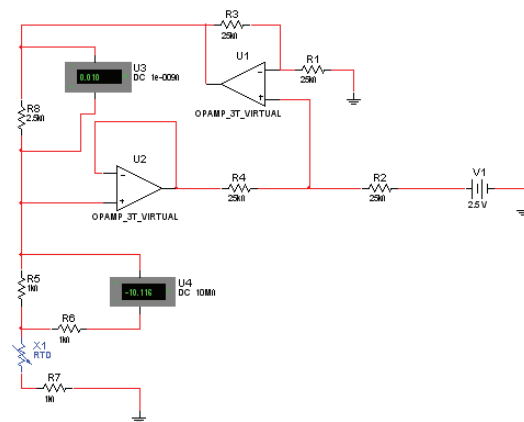 R3
25kΩ
U3
0.010
DC 1e-009Ω
U1
R1
25kΩ
OPAMP_3T_VIRTUAL
R8
2.5kΩ
U2
OPAMP_3T_VIRTUAL
R4
25kΩ
R2
25kΩ
V1
2.5 V
R5
1kΩ
U4
-10.116
DC 10MΩ
R6
1kΩ
X1
RTD
R7
1kΩ